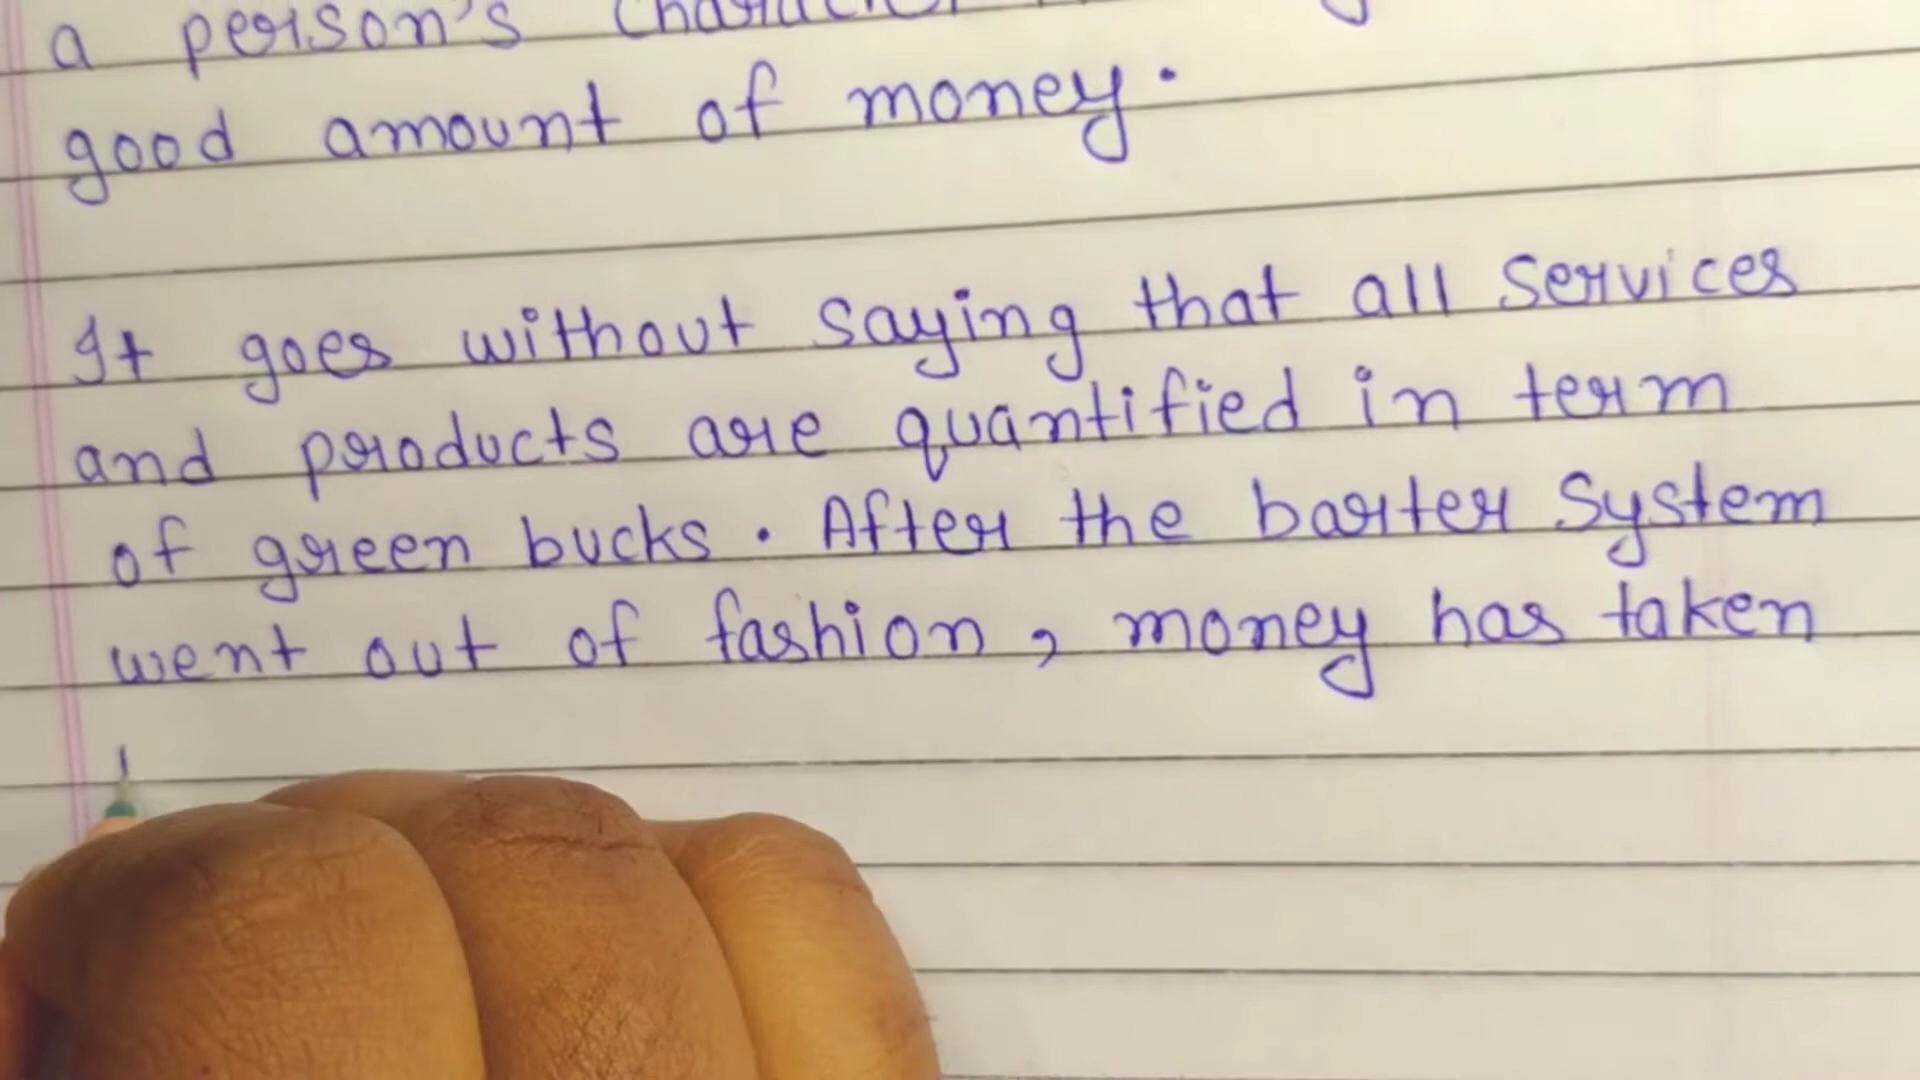 a person's
good amount of money.
It goes without saying that all services
and products are quantified in term
of green bucks. After the barter system
went out of fashion, money has taken